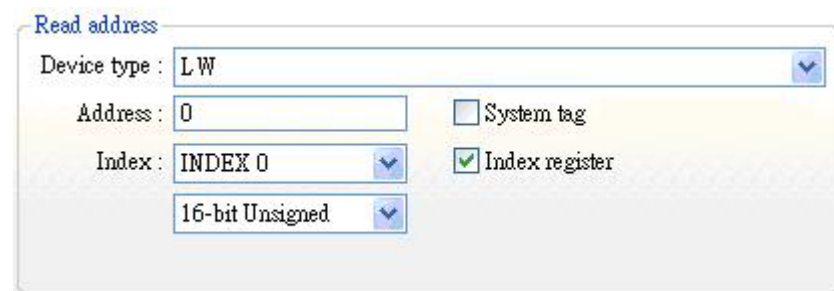 Read address
Device type : LW
Address : 0 System tag
Index : INDEX 0 Index register
16-bit Unsigned